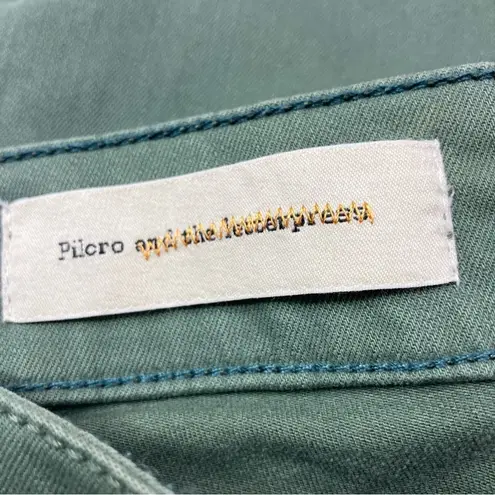 Pilcro and the letterpress